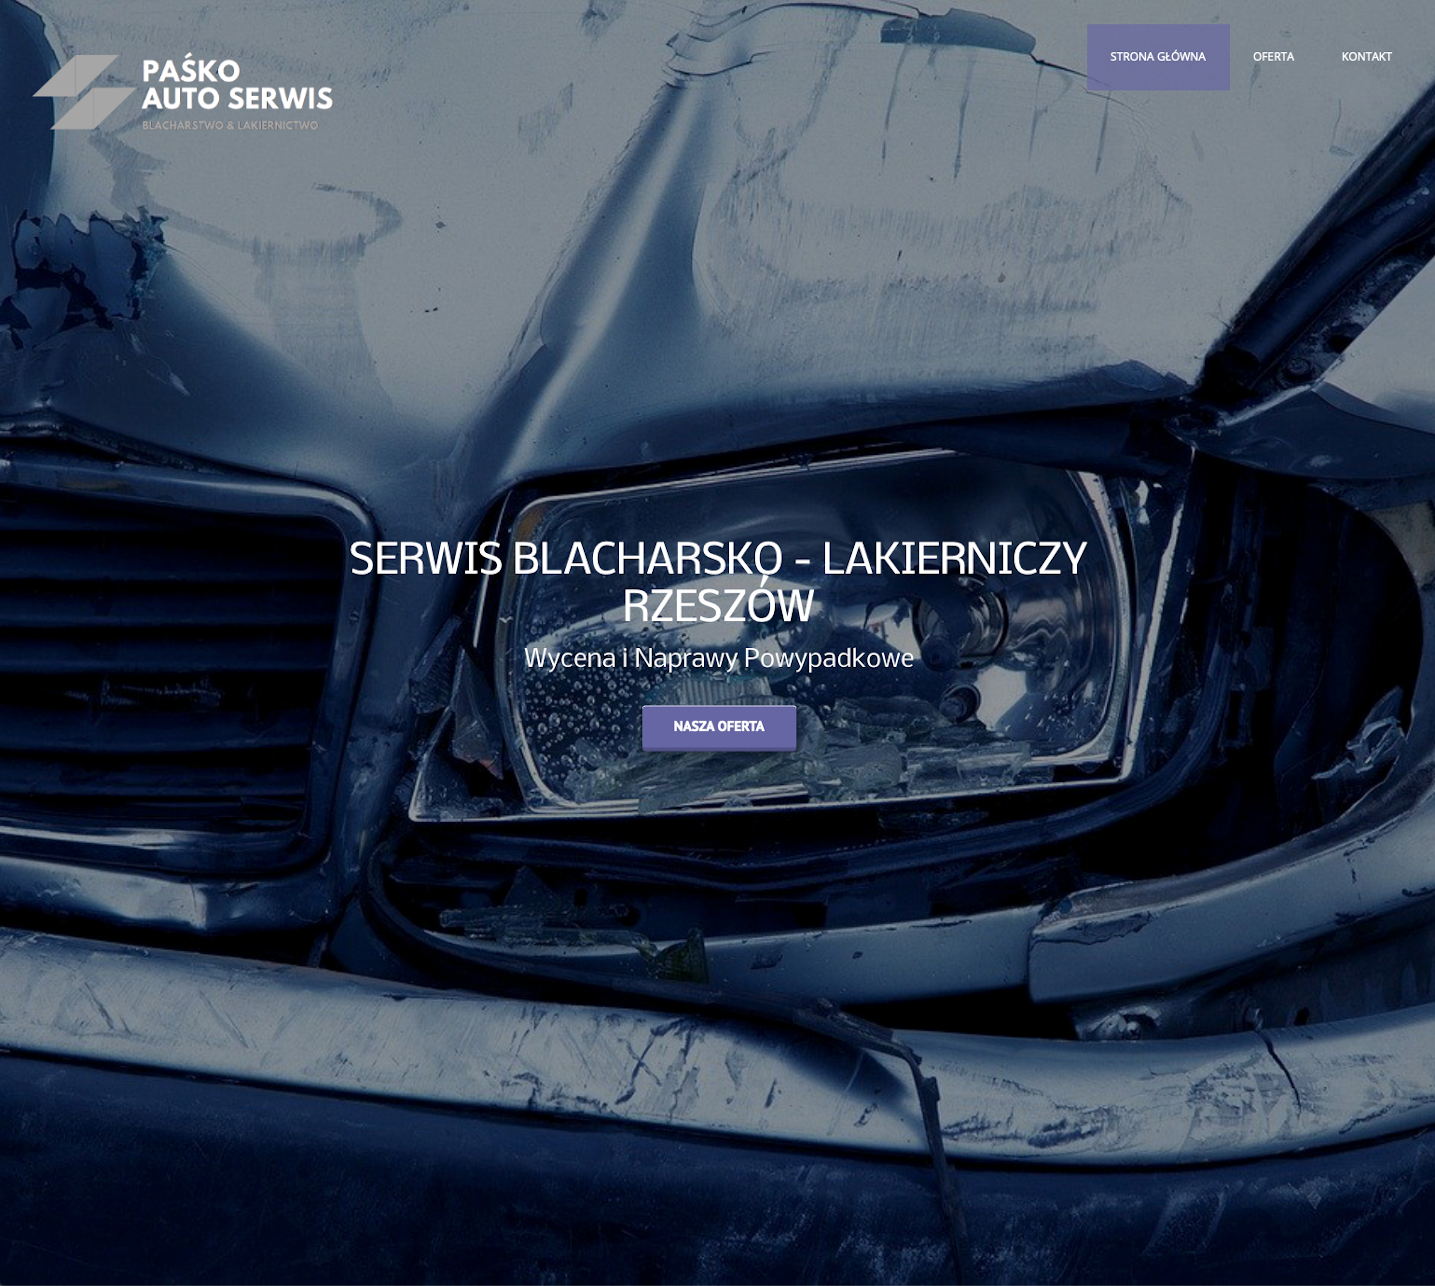 PAŚKO
AUTO SERWIS
BLACHARSTWO & LAKIERNICTWO
STRONA GŁÓWNA
OFERTA
KONTAKT
SERWIS BLACHARSKO - LAKIERNICZY
RZESZÓW
Wycena i Naprawy Powypadkowe
NASZA OFERTA